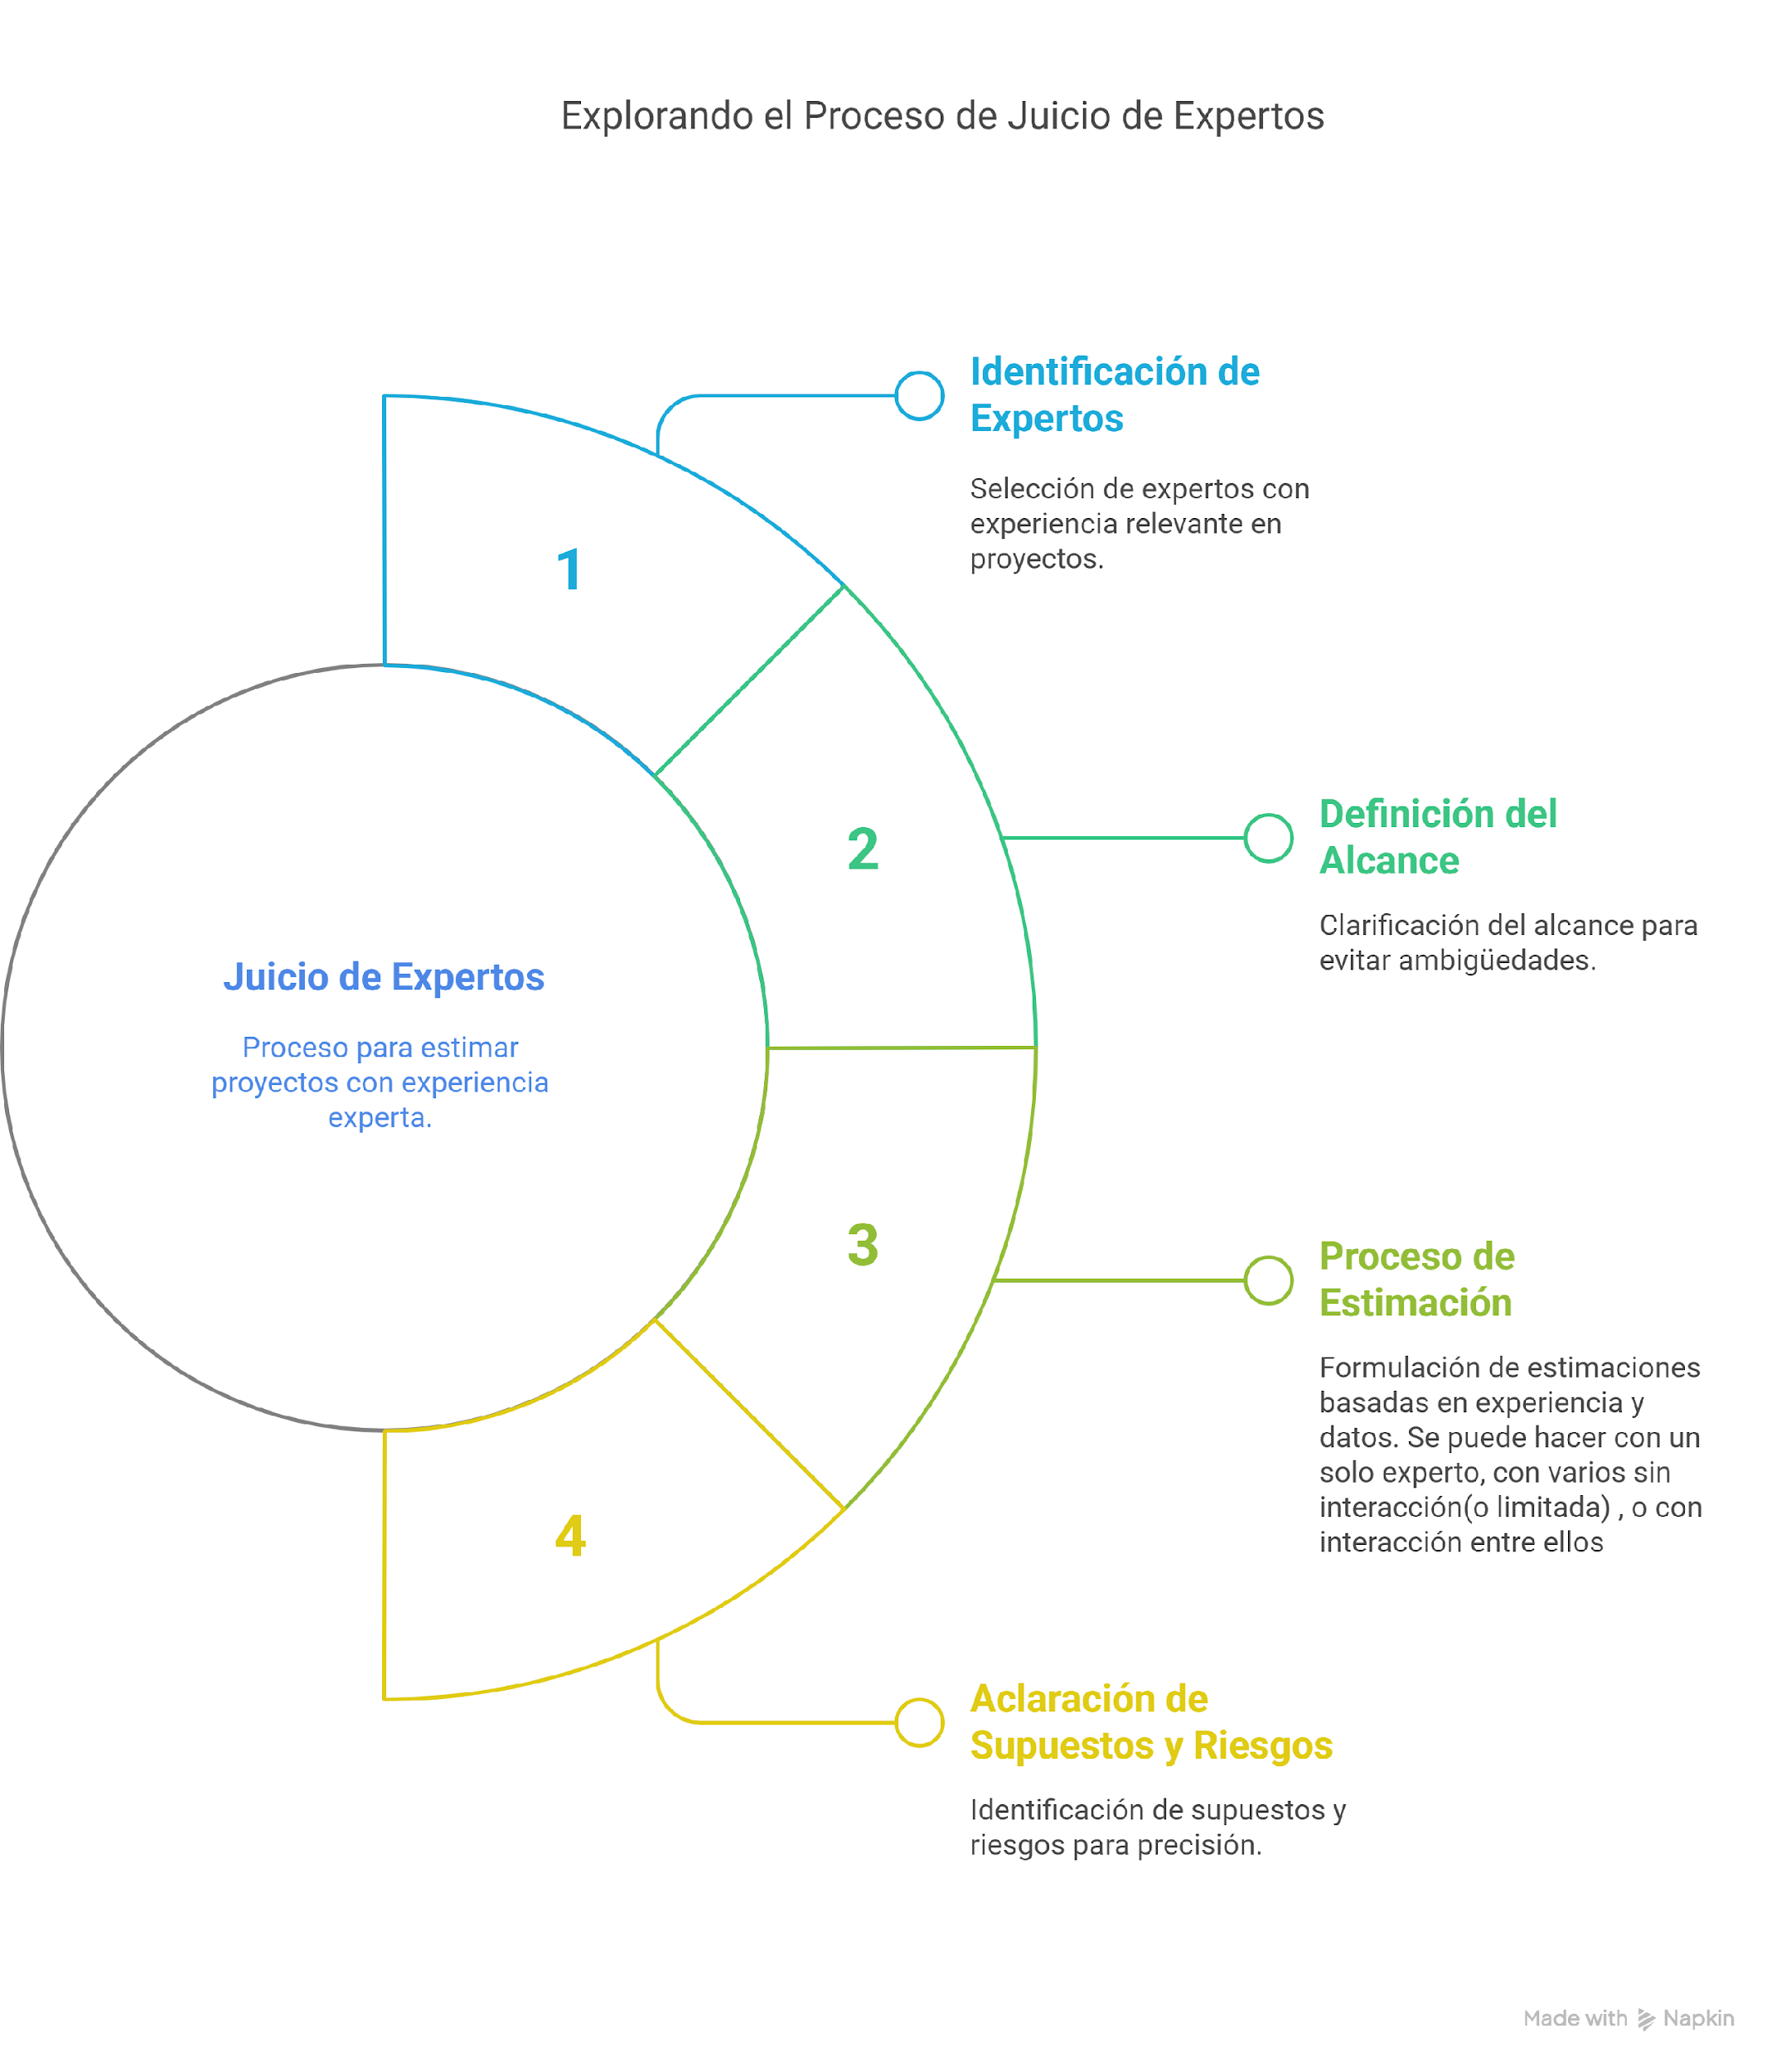 Explorando el Proceso de Juicio de Expertos
Identificación de
Expertos
Selección de expertos con
experiencia relevante en
proyectos.
1
2
Definición del
Alcance
Clarificación del alcance para
evitar ambigüedades.
Juicio de Expertos
Proceso para estimar
proyectos con experiencia
experta.
3
Proceso de
Estimación
Formulación de estimaciones
basadas en experiencia y
datos. Se puede hacer con un
solo experto, con varios sin
interacción(o limitada) , o con
interacción entre ellos
4
Aclaración de
Supuestos y Riesgos
Identificación de supuestos y
riesgos para precisión.
Made with Napkin